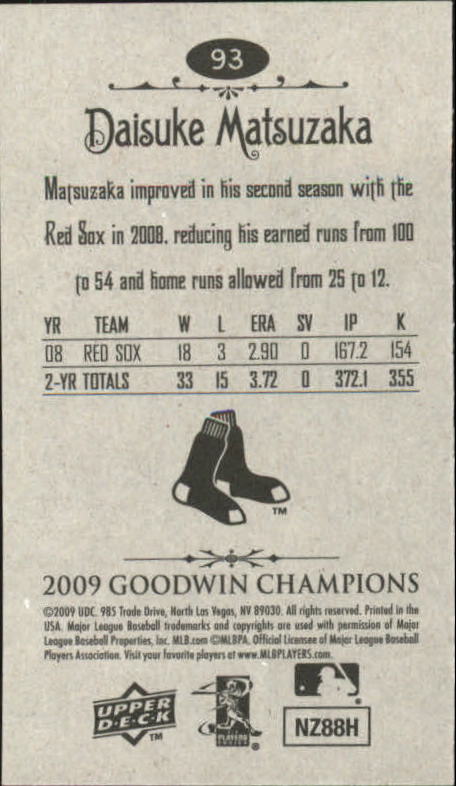 93
Daisuke Matsuzaka
Matsuzaka improved in his second season with the
Red Sox in 2008, reducing his earned runs from 100
to 54 and home runs allowed from 25 to 12.
YR TEAM W L ERA SV IP K
08 RED SOX 18 3 2.90 0 167.2 154
2-YR TOTALS 33 15 3.72 0 372.1 355
TM
2009 GOODWIN CHAMPIONS
©2009 UDC. 985 Trade Drive, North Las Vegas, NV 89030. All rights reserved. Printed in the
USA. Major League Baseball trademarks and copyrights are used with permission of Major
League Baseball Properties, Inc. MLB.com ©MLBPA. Official Licensee of Major League Baseball
Players Association. Visit your favorite players at www.MLBPLAYERS.com.
UPPER
D·E·C·K
TM
PLAYERS
®
®
NZ88H